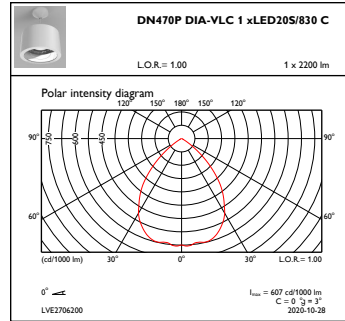 DN470P DIA-VLC 1 xLED20S/830 C
L.O.R.= 1.00 1 x 2200 lm
Polar intensity diagram
120° 150° 180° 150° 120°
90° 750 600 450 90°
60° 60°
(cd/1000 lm) 30° 0° 30° L.O.R.= 1.00
0° Imax = 607 cd/1000 lm
C = 0 °g = 3°
LVE2706200 2020-10-28